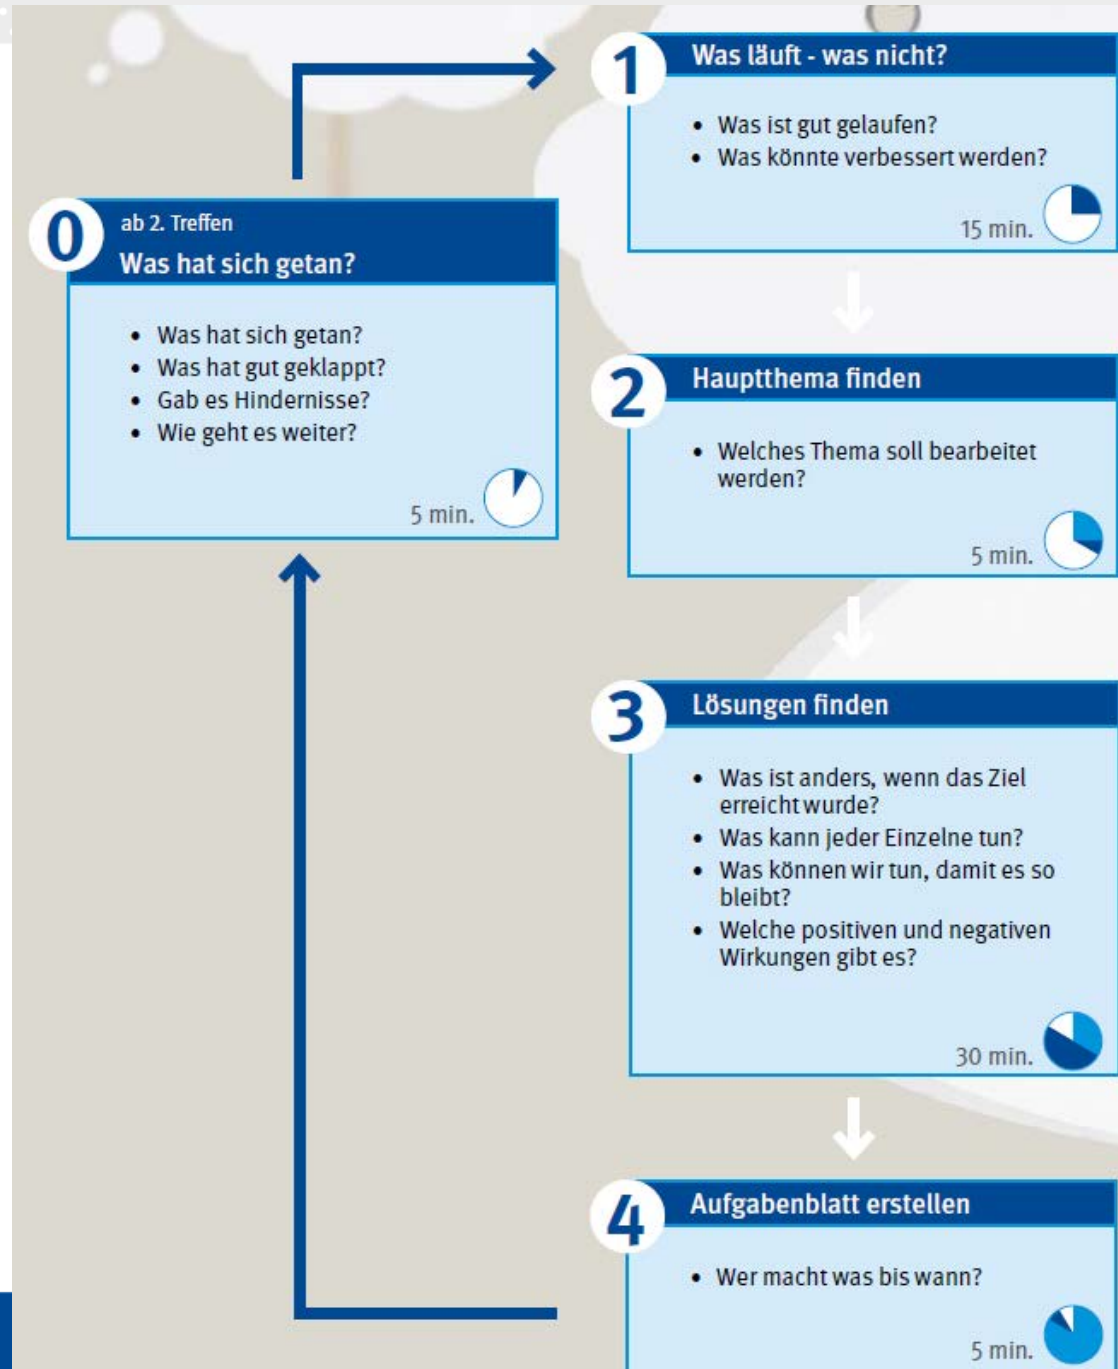 0
ab 2. Treffen
Was hat sich getan?
• Was hat sich getan?
• Was hat gut geklappt?
• Gab es Hindernisse?
• Wie geht es weiter?
5 min.
1
Was läuft - was nicht?
• Was ist gut gelaufen?
• Was könnte verbessert werden?
15 min.
2
Hauptthema finden
• Welches Thema soll bearbeitet
werden?
5 min.
3
Lösungen finden
• Was ist anders, wenn das Ziel
erreicht wurde?
• Was kann jeder Einzelne tun?
• Was können wir tun, damit es so
bleibt?
• Welche positiven und negativen
Wirkungen gibt es?
30 min.
4
Aufgabenblatt erstellen
• Wer macht was bis wann?
5 min.